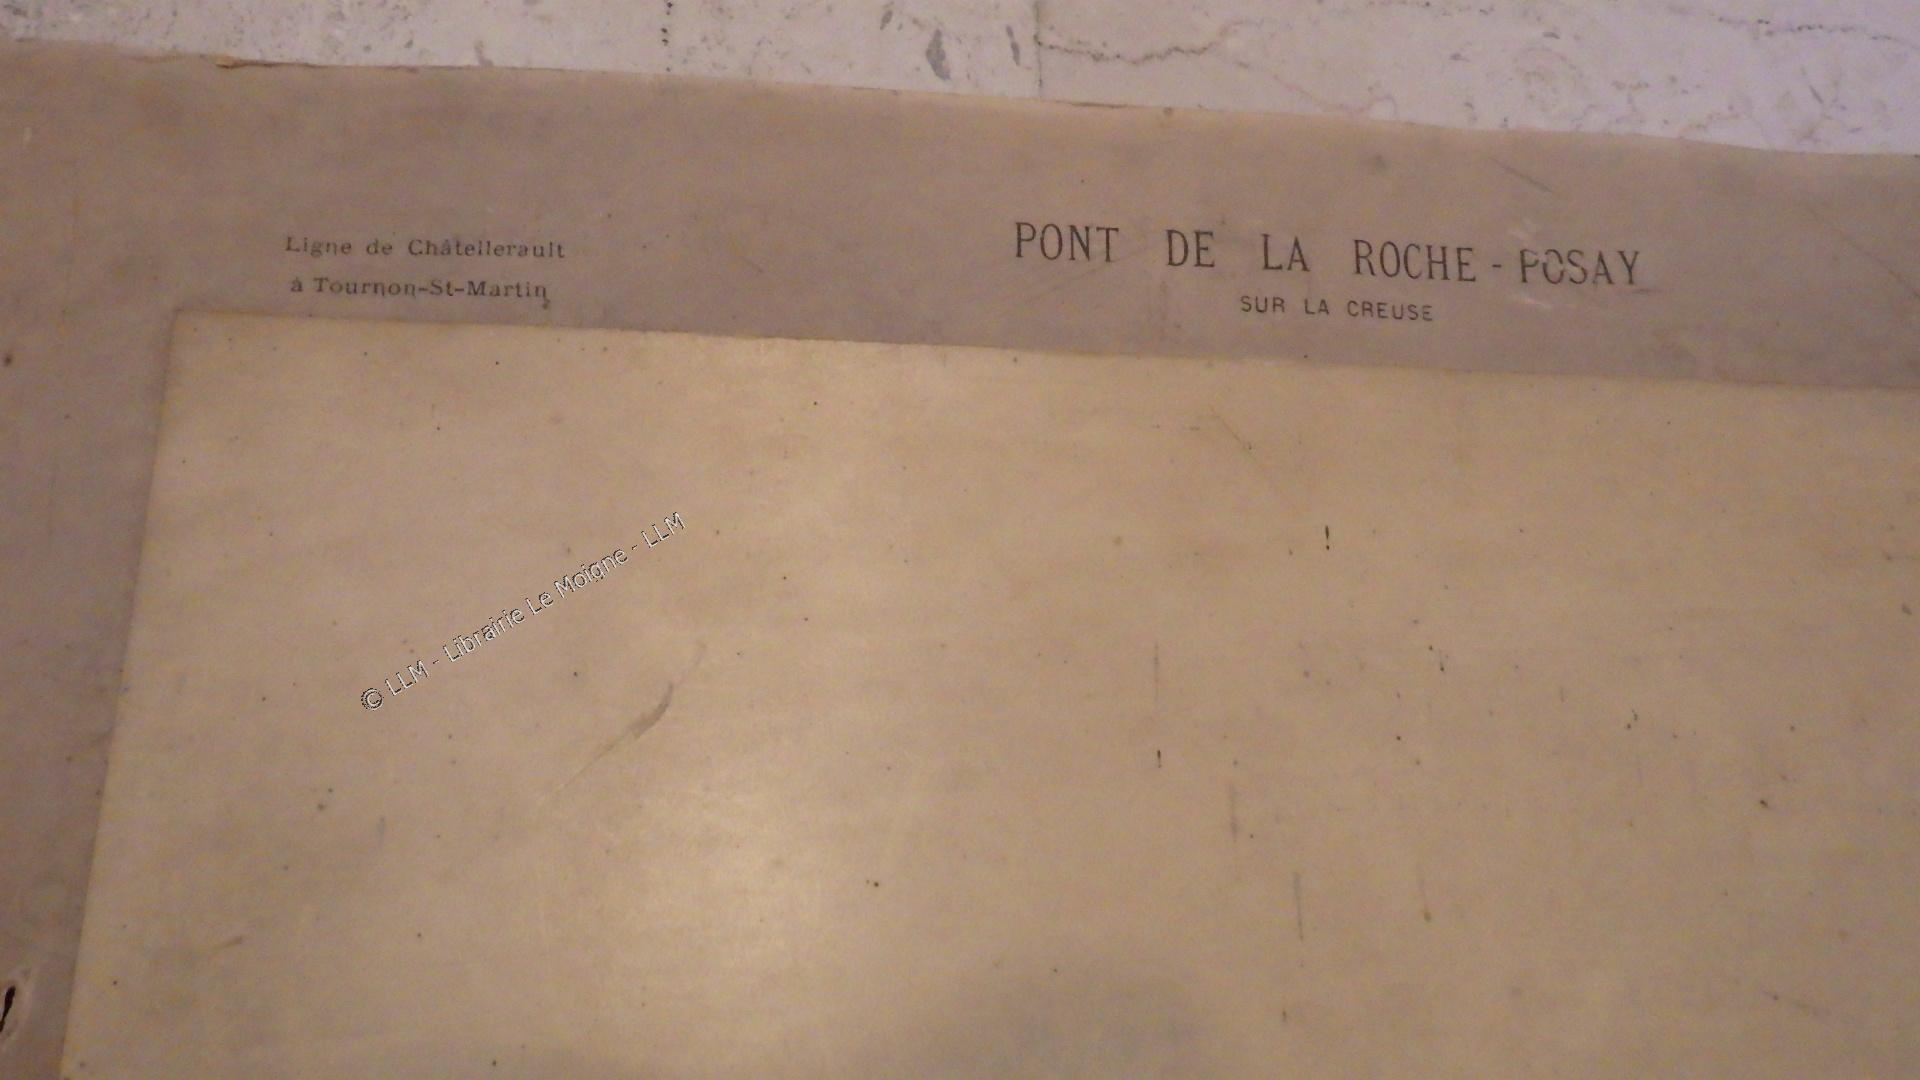 Ligne de Châtellerault
à Tournon-St-Martin
PONT DE LA ROCHE-POSAY
SUR LA CREUSE
© LLM - Librairie Le Moigne - LLM